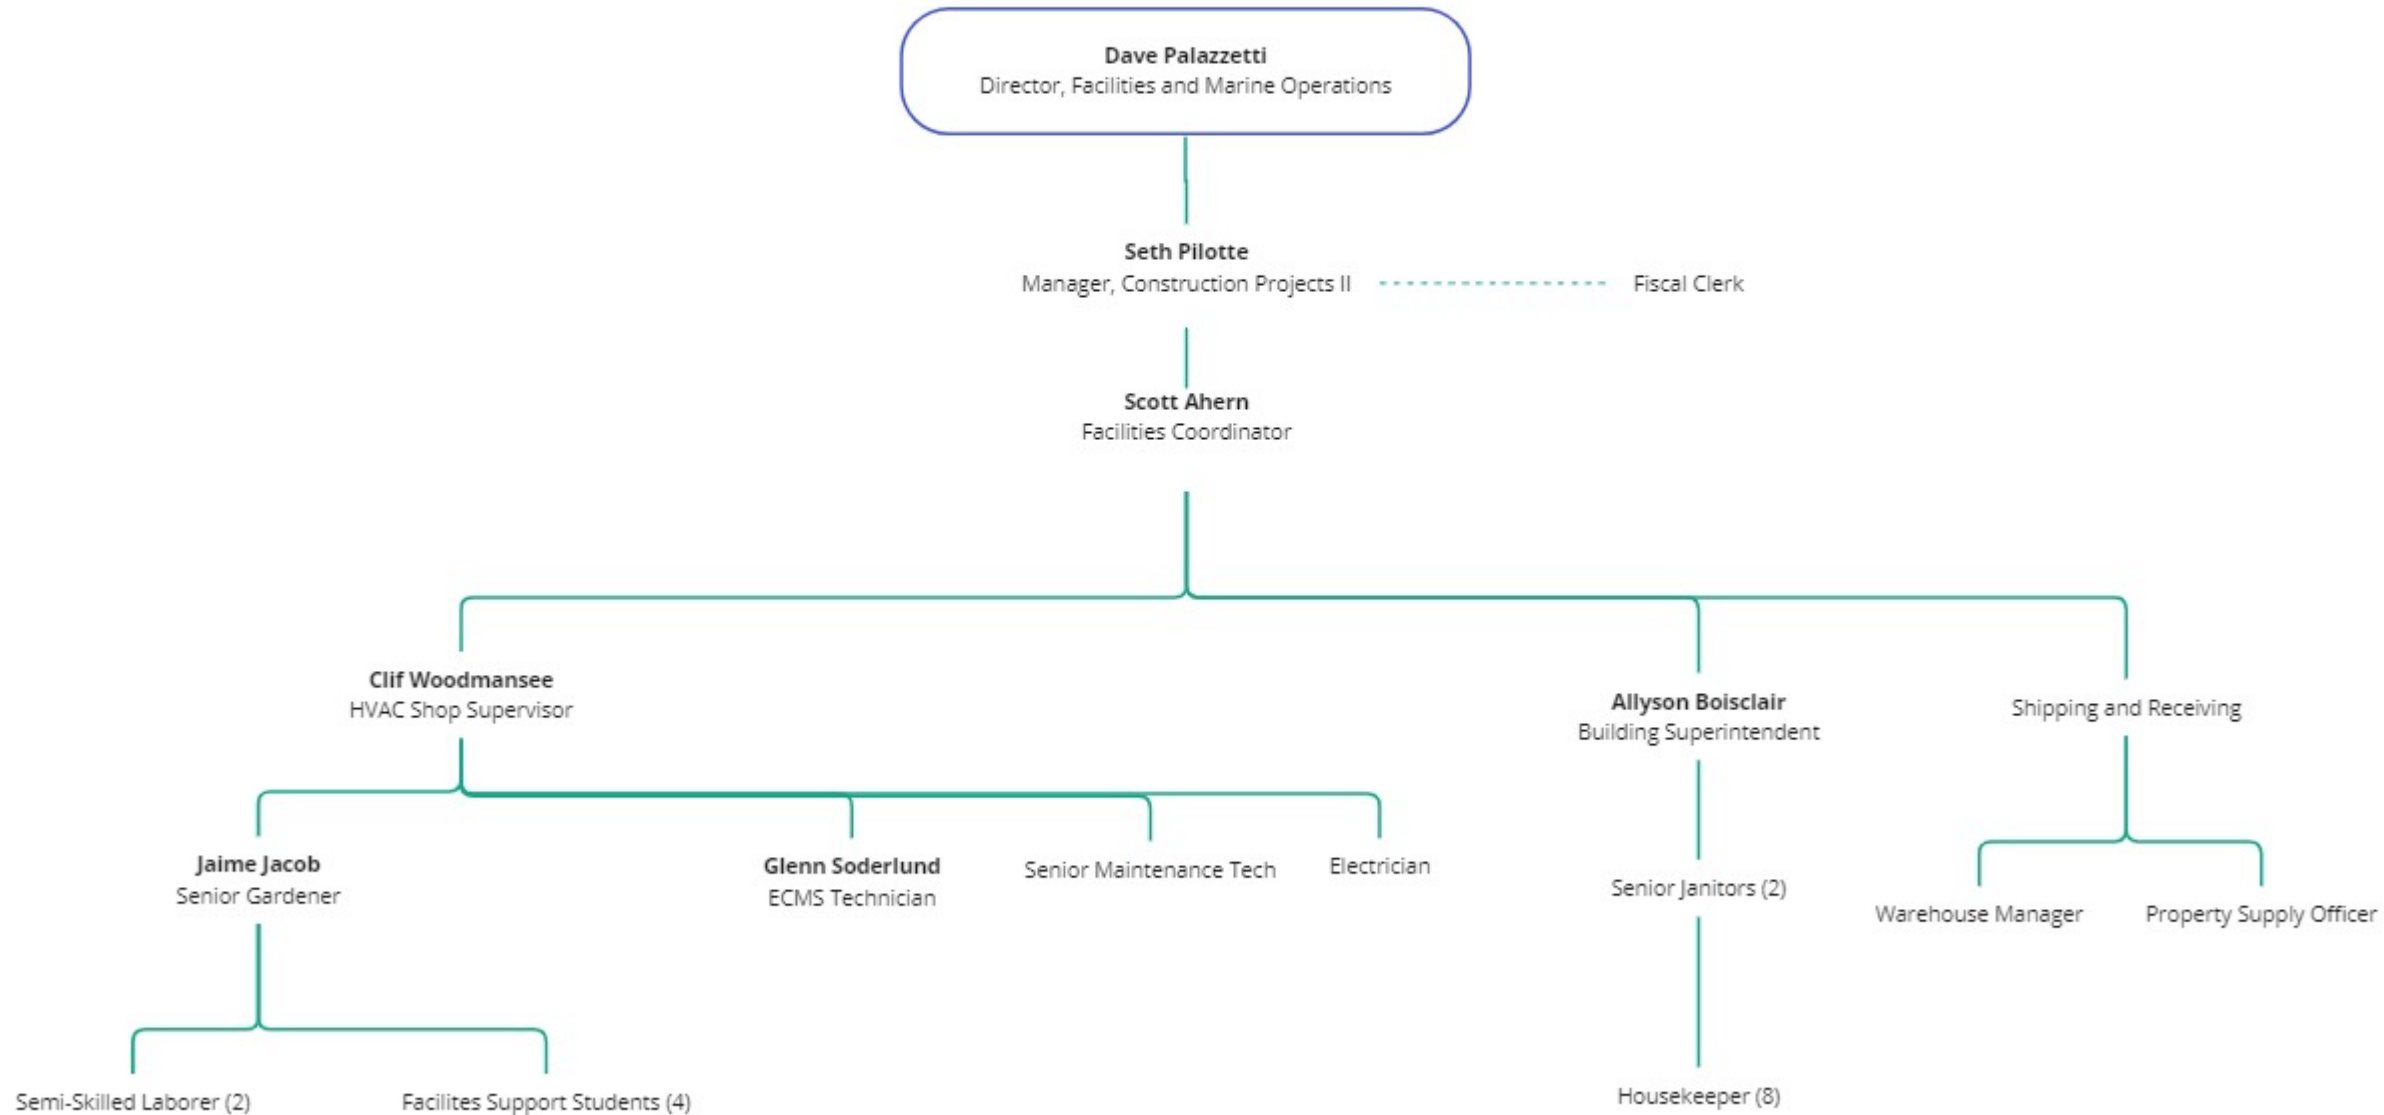 Dave Palazzetti
Director, Facilities and Marine Operations
Seth Pilotte
Manager, Construction Projects II
Fiscal Clerk
Scott Ahern
Facilities Coordinator
Clif Woodmansee
HVAC Shop Supervisor
Allyson Boisclair
Building Superintendent
Shipping and Receiving
Jaime Jacob
Senior Gardener
Glenn Soderlund
ECMS Technician
Senior Maintenance Tech
Electrician
Senior Janitors (2)
Warehouse Manager
Property Supply Officer
Semi-Skilled Laborer (2)
Facilites Support Students (4)
Housekeeper (8)